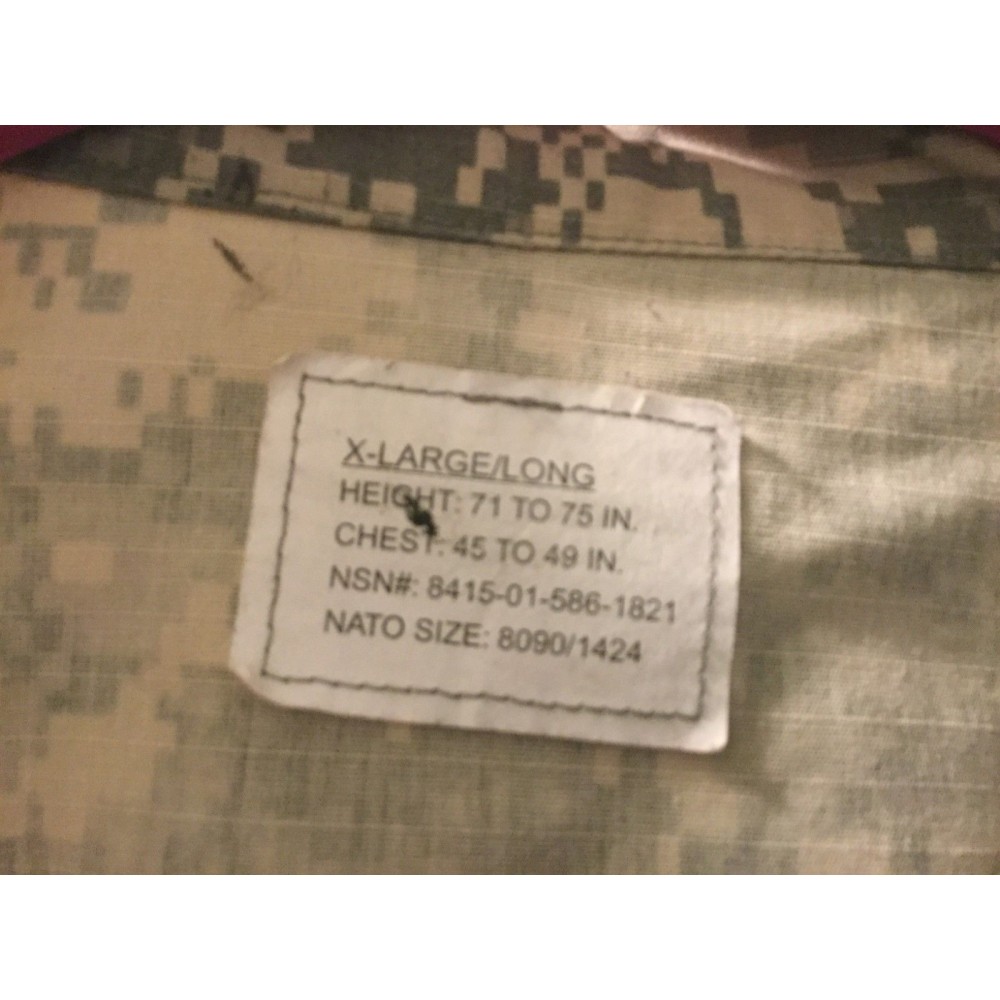 X-LARGE/LONG
HEIGHT: 71 TO 75 IN.
CHEST: 45 TO 49 IN.
NSN#: 8415-01-586-1821
NATO SIZE: 8090/1424